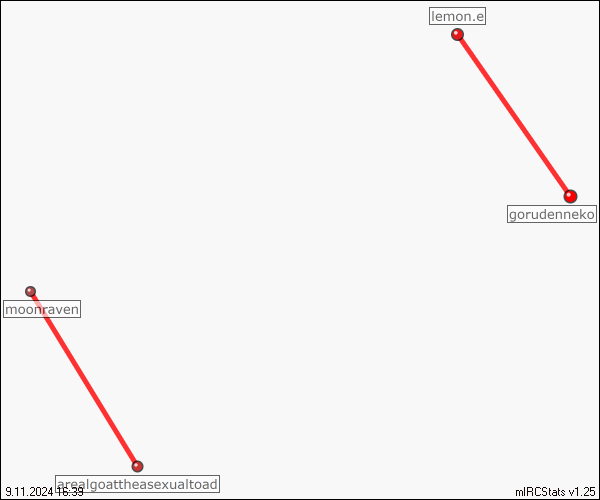 lemon.e
gorudenneko
moonraven
arealgoattheasexualtoad
9.11.2024 16:39
mIRCStats v1.25